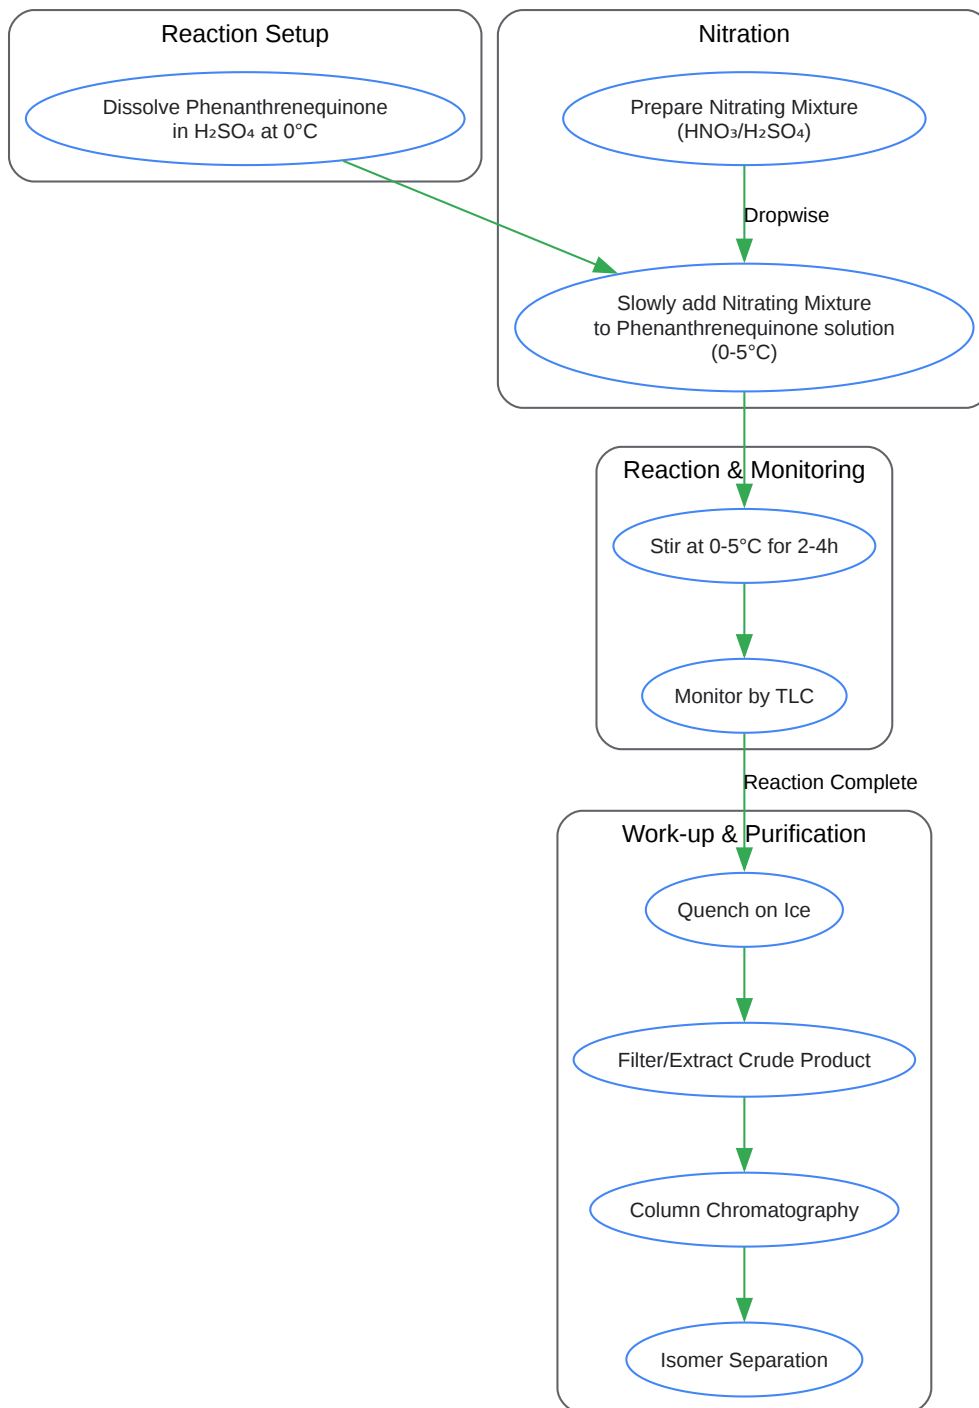 Reaction Setup
Dissolve Phenanthrenequinone
in H₂SO₄ at 0°C
Nitration
Prepare Nitrating Mixture
(HNO₃/H₂SO₄)
Dropwise
Slowly add Nitrating Mixture
to Phenanthrenequinone solution
(0-5°C)
Reaction & Monitoring
Stir at 0-5°C for 2-4h
Monitor by TLC
Reaction Complete
Work-up & Purification
Quench on Ice
Filter/Extract Crude Product
Column Chromatography
Isomer Separation